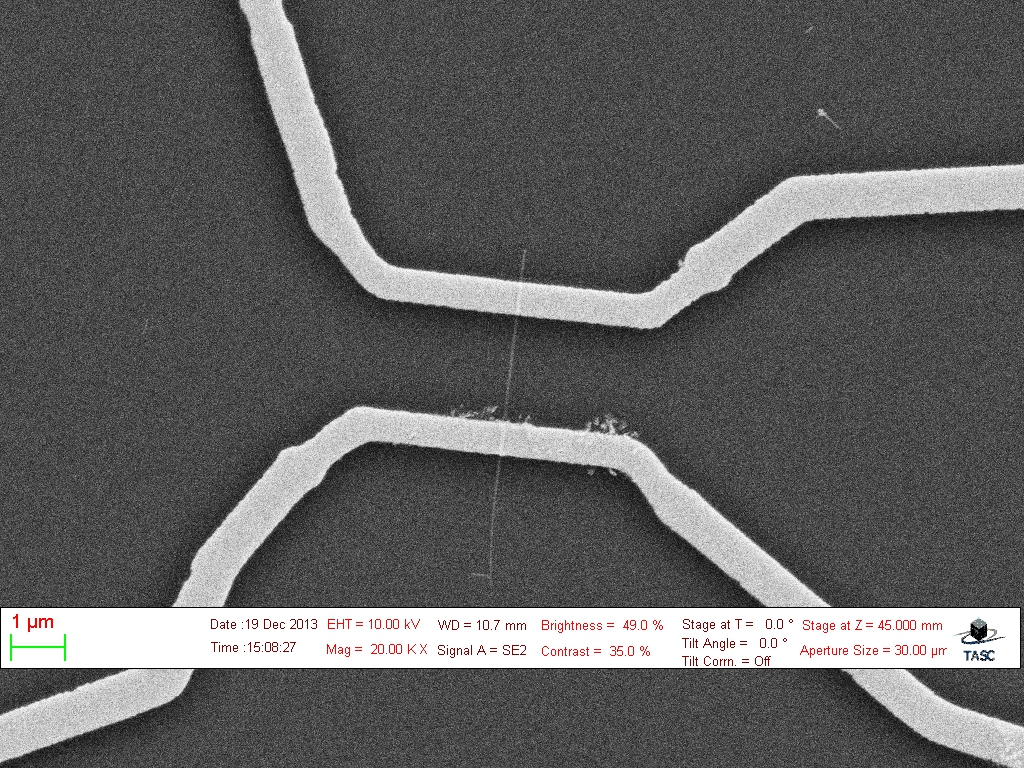 1 µm
Date :19 Dec 2013 EHT = 10.00 kV WD = 10.7 mm Brightness = 49.0 % Stage at T = 0.0 ° Stage at Z = 45.000 mm
Time :15:08:27 Mag = 20.00 K X Signal A = SE2 Contrast = 35.0 % Tilt Angle = 0.0 ° Aperture Size = 30.00 µm
Tilt Corrn. = Off
TASC